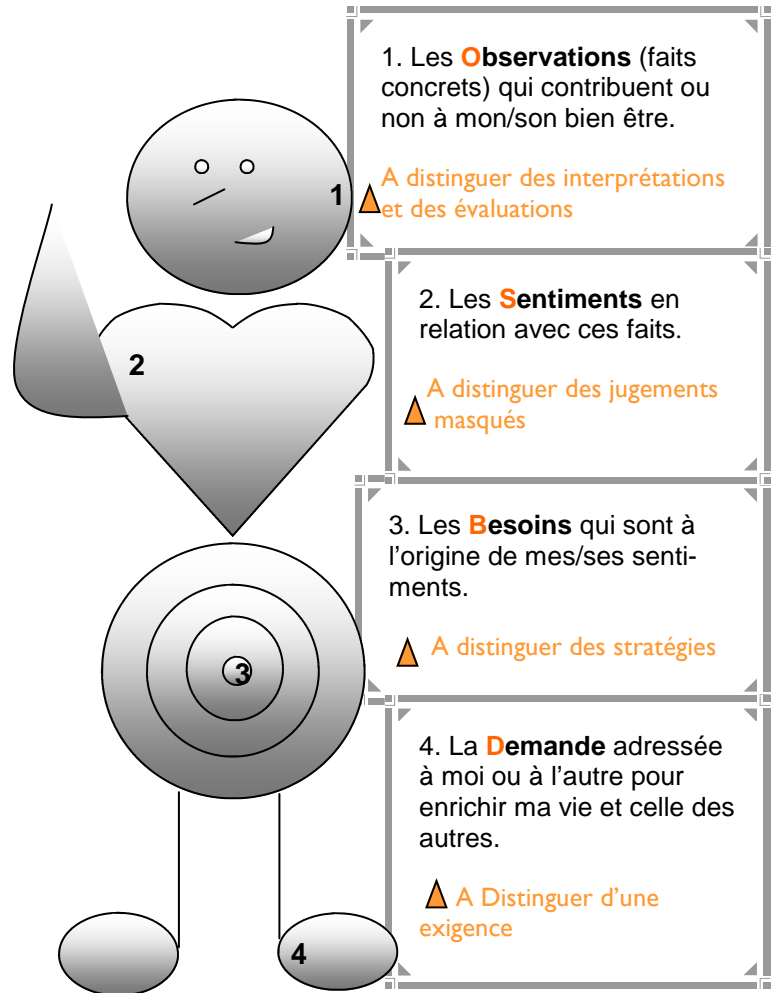 1. Les Observations (faits
concrets) qui contribuent ou
non à mon/son bien être.
1
A distinguer des interprétations
et des évaluations
2. Les Sentiments en
relation avec ces faits.
2
A distinguer des jugements
masqués
3. Les Besoins qui sont à
l’origine de mes/ses senti-
ments.
A distinguer des stratégies
3
4. La Demande adressée
à moi ou à l’autre pour
enrichir ma vie et celle des
autres.
A Distinguer d’une
exigence
4